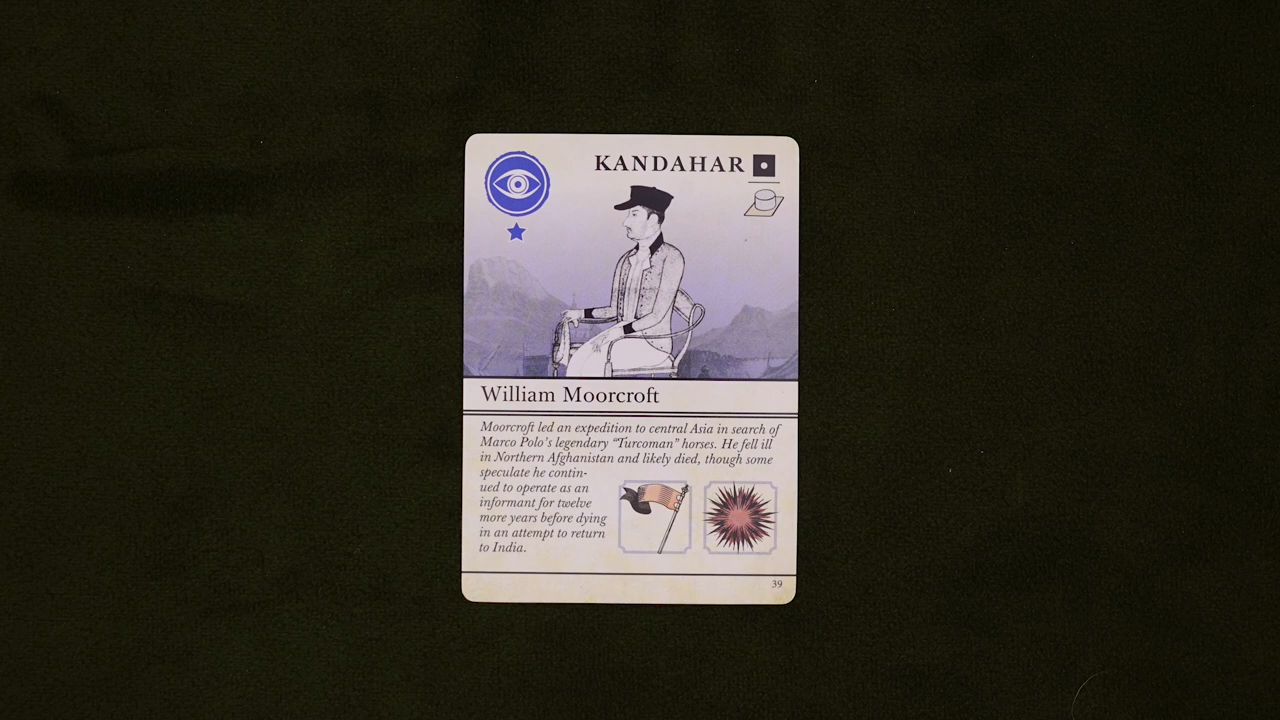 KANDAHAR
William Moorcroft
Moorcroft led an expedition to central Asia in search of
Marco Polo's legendary “Turcoman” horses. He fell ill
in Northern Afghanistan and likely died, though some
speculate he contin-
ued to operate as an
informant for twelve
more years before dying
in an attempt to return
to India.
39